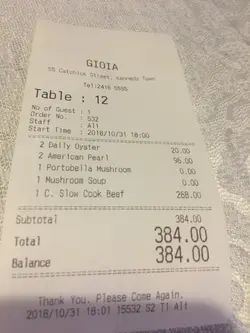 GIOIA
55 Catchick Street, Kennedy Town
Tel:2416 5555
Table : 12
No of Guest : 1
Order No. : 532
Staff : Alt
Start Time : 2018/10/31 18:00
2 Daily Oyster 20.00
2 American Pearl 96.00
1 Portobella Mushroom 0.00
1 Mushroom Soup 0.00
1 C. Slow Cook Beef 268.00
Subtotal 384.00
Total 384.00
Balance 384.00
Thank You. Please Come Again.
2018/10/31 18:01 15532 S2 T1 Alt